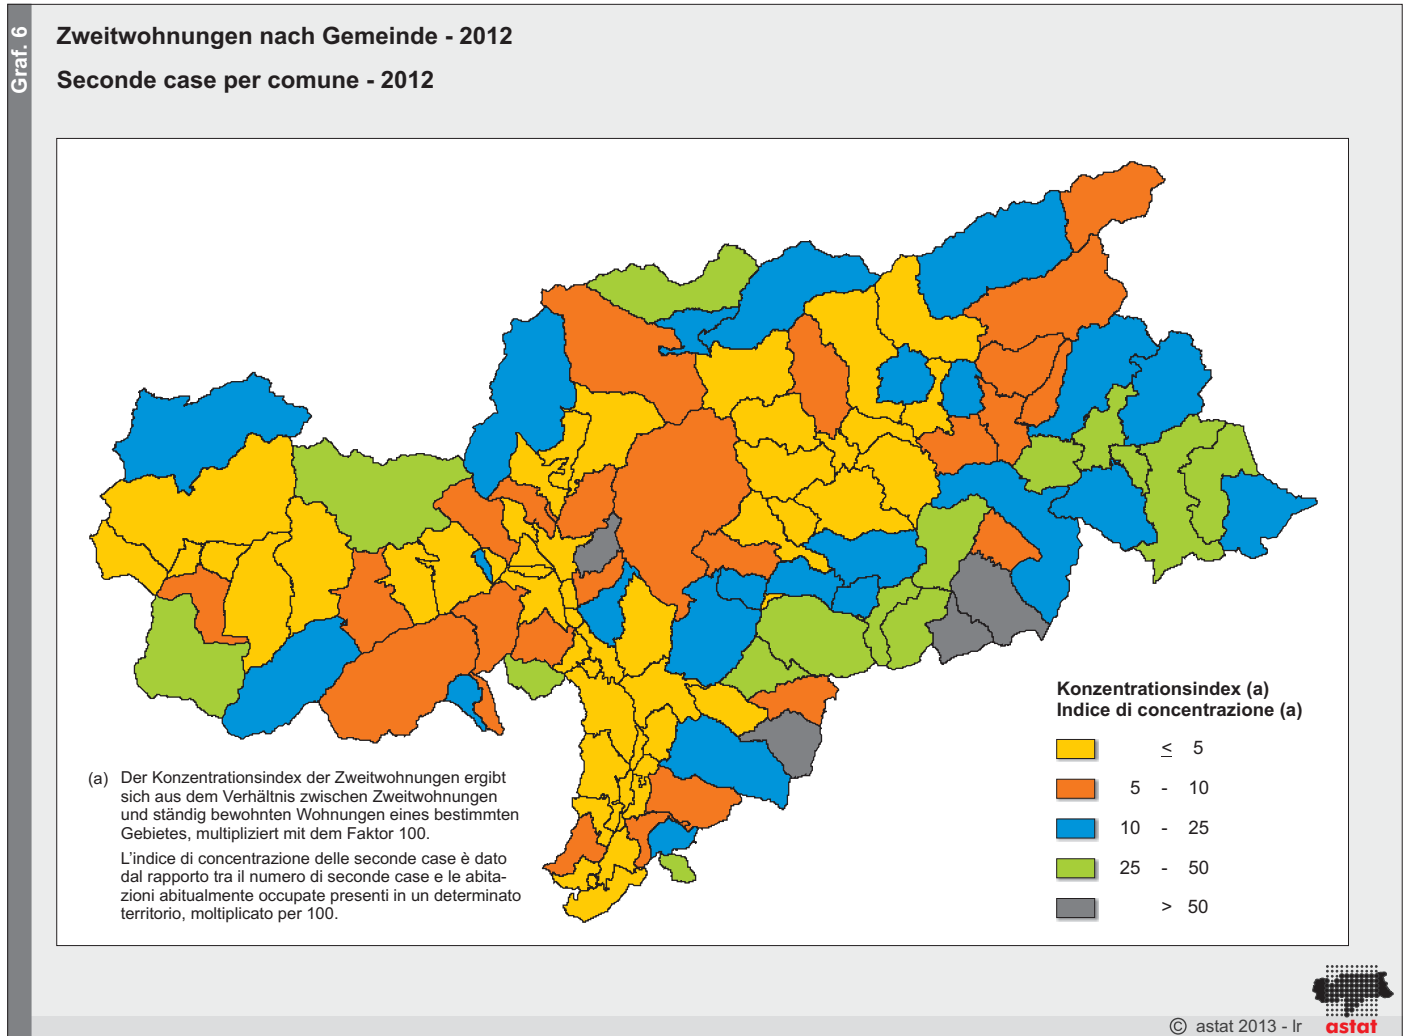 Graf. 6
Zweitwohnungen nach Gemeinde - 2012
Seconde case per comune - 2012
Konzentrationsindex (a)
Indice di concentrazione (a)
≤ 5
5 - 10
10 - 25
25 - 50
> 50
(a) Der Konzentrationsindex der Zweitwohnungen ergibt
sich aus dem Verhältnis zwischen Zweitwohnungen
und ständig bewohnten Wohnungen eines bestimmten
Gebietes, multipliziert mit dem Faktor 100.
L'indice di concentrazione delle seconde case è dato
dal rapporto tra il numero di seconde case e le abita-
zioni abitualmente occupate presenti in un determinato
territorio, moltiplicato per 100.
© astat 2013 - lr
astat